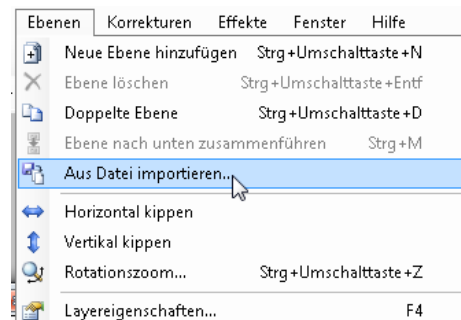 Ebenen Korrekturen Effekte Fenster Hilfe
Neue Ebene hinzufügen Strg+Umschalttaste+N
Ebene löschen Strg+Umschalttaste+Entf
Doppelte Ebene Strg+Umschalttaste+D
Ebene nach unten zusammenführen Strg+M
Aus Datei importieren...
Horizontal kippen
Vertikal kippen
Rotationszoom... Strg+Umschalttaste+Z
Layereigenschaften... F4